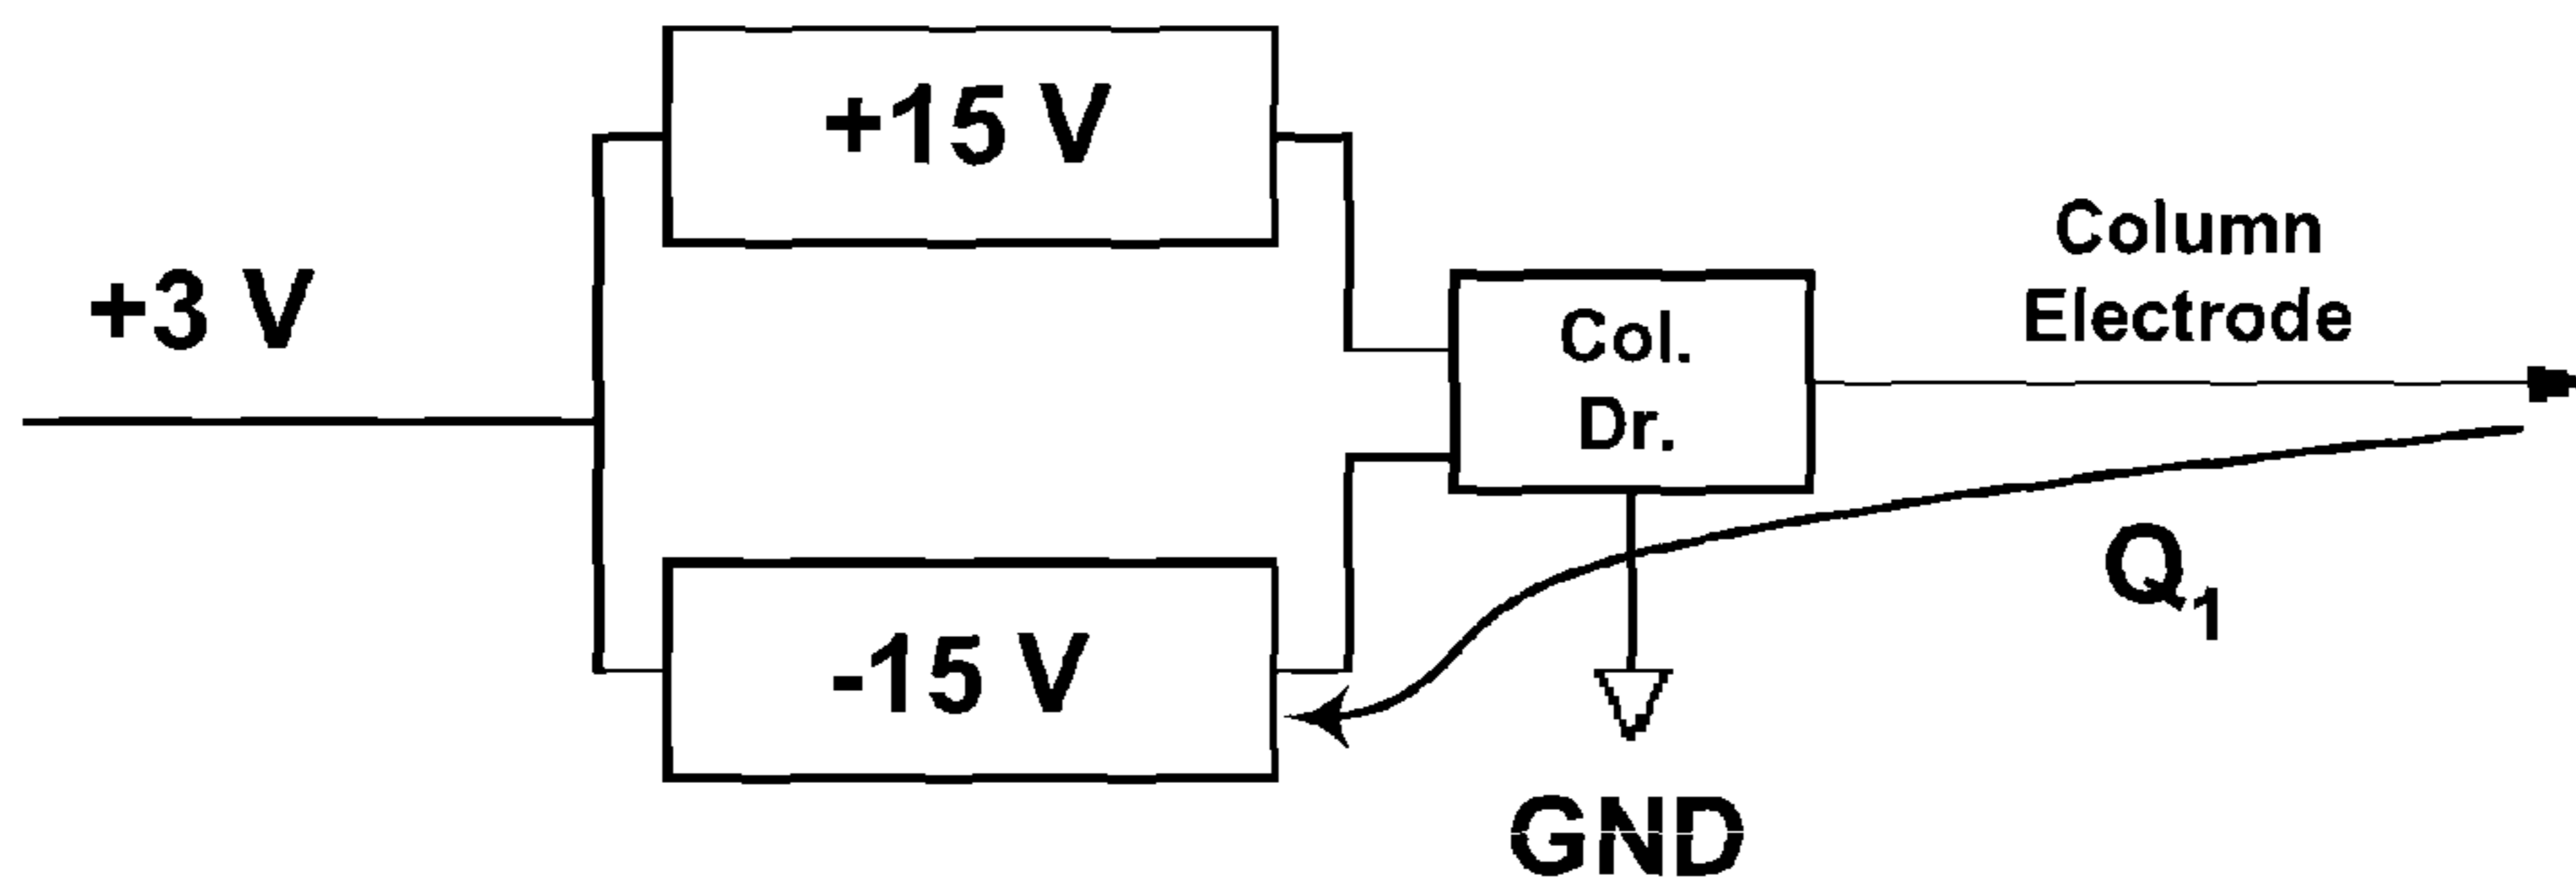 +15 V
+3 V
Column
Electrode
Col.
Dr.
-15 V
Q1
GND